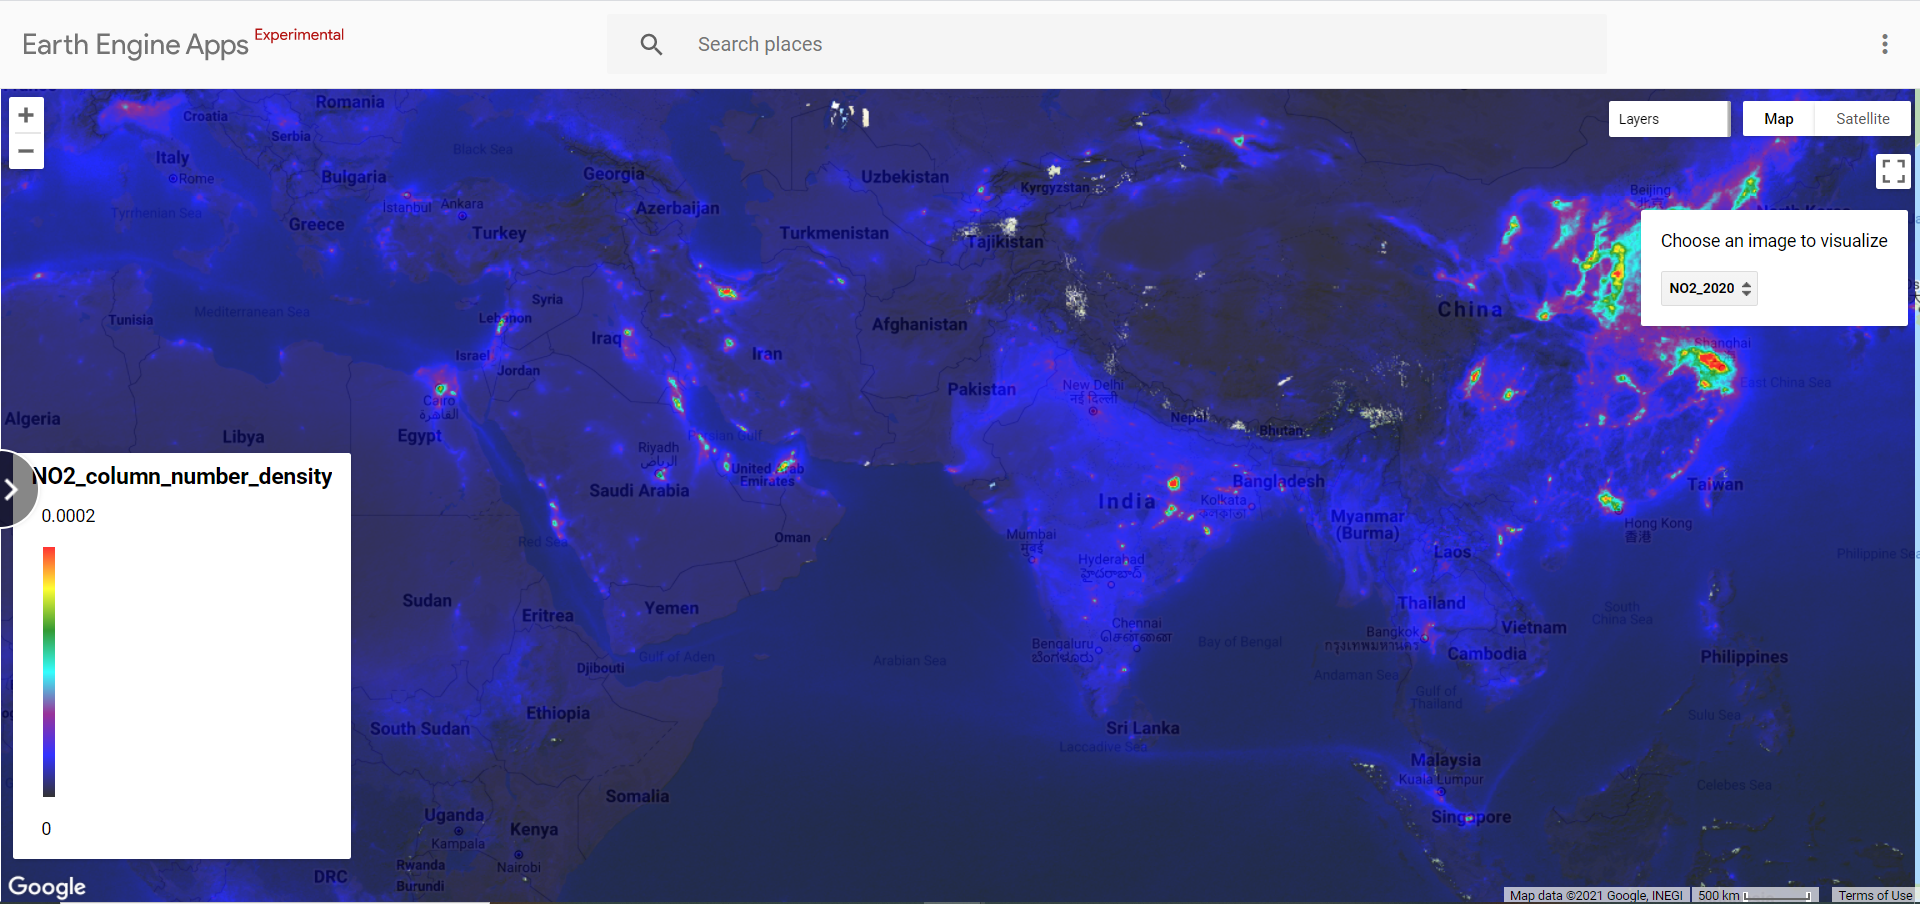 Earth Engine Apps Experimental
Search places
Layers
Map
Satellite
Choose an image to visualize
NO2_2020
NO2_column_number_density
0.0002
0
Romania
Croatia
Serbia
Black Sea
Italy
Rome
Bulgaria
Georgia
Uzbekistan
Kyrgyzstan
Beijing
Tyrrhenian Sea
Istanbul
Ankara
Azerbaijan
Greece
Turkey
Turkmenistan
Tajikistan
Syria
China
Tunisia
Mediterranean Sea
Lebanon
Afghanistan
Iraq
Iran
Shanghai
Israel
Jordan
Pakistan
New Delhi
नई दिल्ली
East China Sea
Algeria
Cairo
القاهرة
Nepal
Bhutan
Libya
Egypt
Persian Gulf
Riyadh
الرياض
United Arab
Emirates
Bangladesh
Taiwan
Saudi Arabia
India
Kolkata
কলকাতা
Myanmar
(Burma)
Hong Kong
香港
Red Sea
Oman
Mumbai
मुंबई
Hyderabad
హైదరాబాద్
Laos
Philippine Sea
Sudan
Eritrea
Yemen
Thailand
South
China Sea
Chennai
சென்னை
Bengaluru
ಬೆಂಗಳೂರು
Bay of Bengal
Bangkok
กรุงเทพมหานคร
Vietnam
Cambodia
Philippines
Djibouti
Gulf of Aden
Arabian Sea
Andaman Sea
Gulf of
Thailand
South Sudan
Ethiopia
Sri Lanka
Laccadive Sea
Sulu Sea
Malaysia
Kuala Lumpur
Celebes Sea
Somalia
Uganda
Kampala
Kenya
Singapore
Rwanda
Nairobi
DRC
Burundi
Google
Map data ©2021 Google, INEGI
500 km
Terms of Use